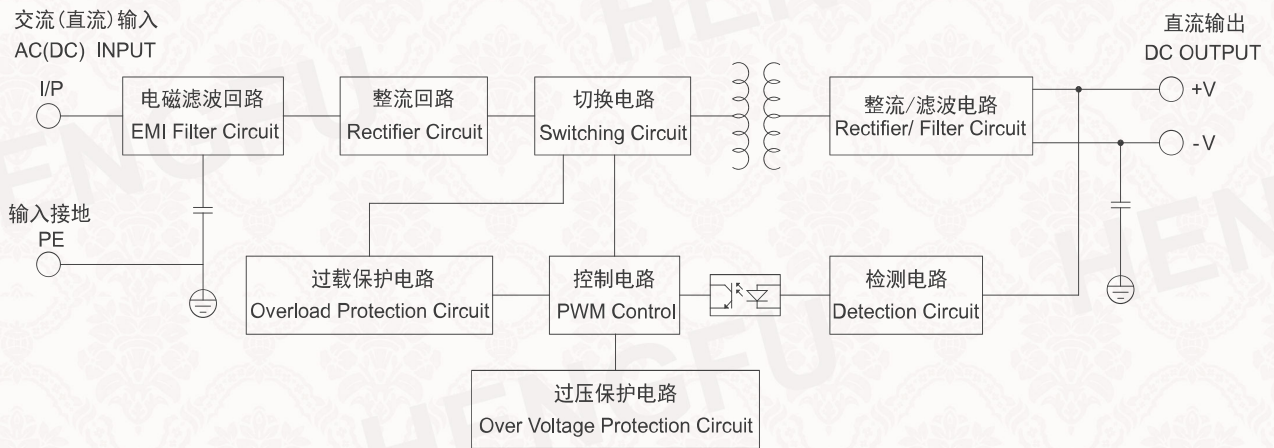 交流(直流)输入
AC(DC) INPUT
直流输出
DC OUTPUT
I/P
电磁滤波回路
EMI Filter Circuit
整流回路
Rectifier Circuit
切换电路
Switching Circuit
整流/滤波电路
Rectifier/ Filter Circuit
+V
-V
输入接地
PE
过载保护电路
Overload Protection Circuit
控制电路
PWM Control
检测电路
Detection Circuit
过压保护电路
Over Voltage Protection Circuit
HENGFU
HENGFU
HENGFU